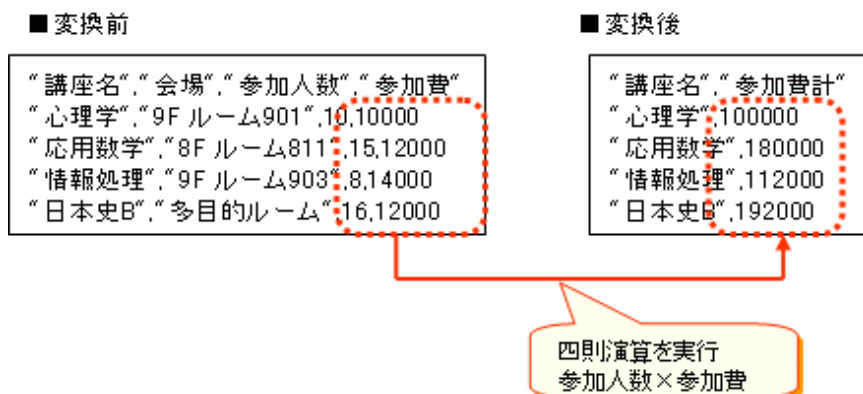 ■変換前
"講座名","会場","参加人数","参加費"
"心理学","9F ルーム901",10,10000
"応用数学","8F ルーム811",15,12000
"情報処理","9F ルーム903",8,14000
"日本史B","多目的ルーム",16,12000
■変換後
"講座名","参加費計"
"心理学",100000
"応用数学",180000
"情報処理",112000
"日本史B",192000
四則演算を実行
参加人数×参加費